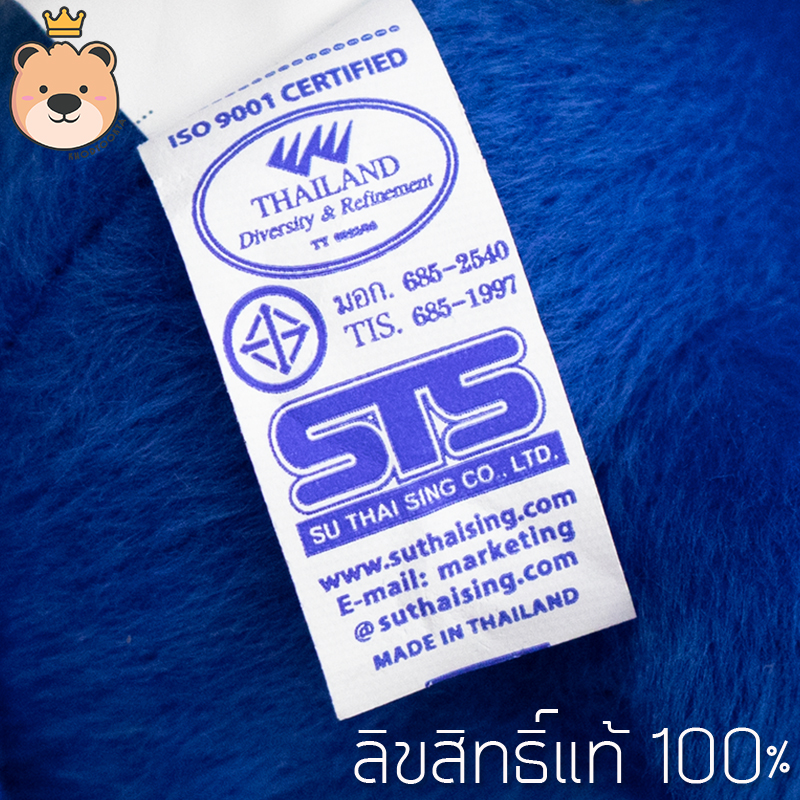 ISO 9001 CERTIFIED
THAILAND
Diversity & Refinement
มอก. 685-2540
TIS. 685-1997
STS
SU THAI SING CO., LTD.
www.suthaising.com
E-mail: marketing
@suthaising.com
MADE IN THAILAND
ลิขสิทธิ์แท้ 100%